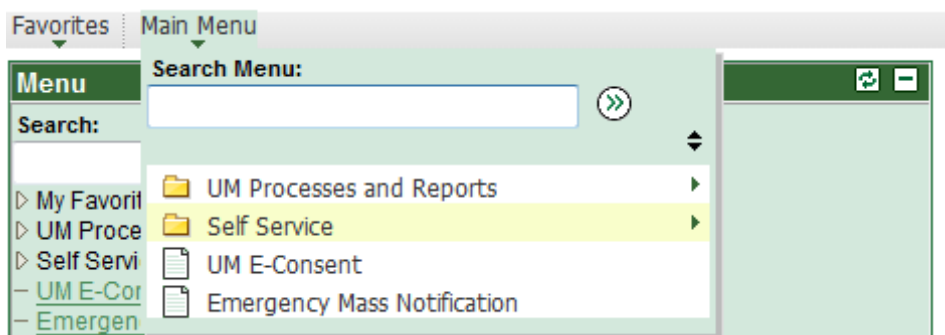 Favorites Main Menu
Menu
Search Menu:
Search:
My Favorit
UM Processes and Reports
UM Proce
Self Service
Self Servi
UM E-Consent
UM E-Con
Emergency Mass Notification
Emergen